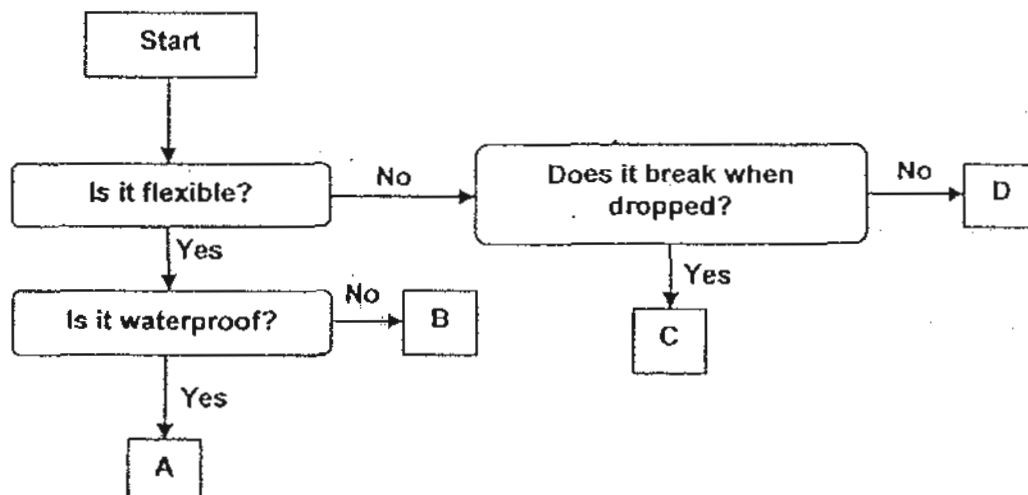 Start
Is it flexible?
No
Does it break when
dropped?
No
D
Yes
Yes
Is it waterproof?
No
B
C
Yes
A